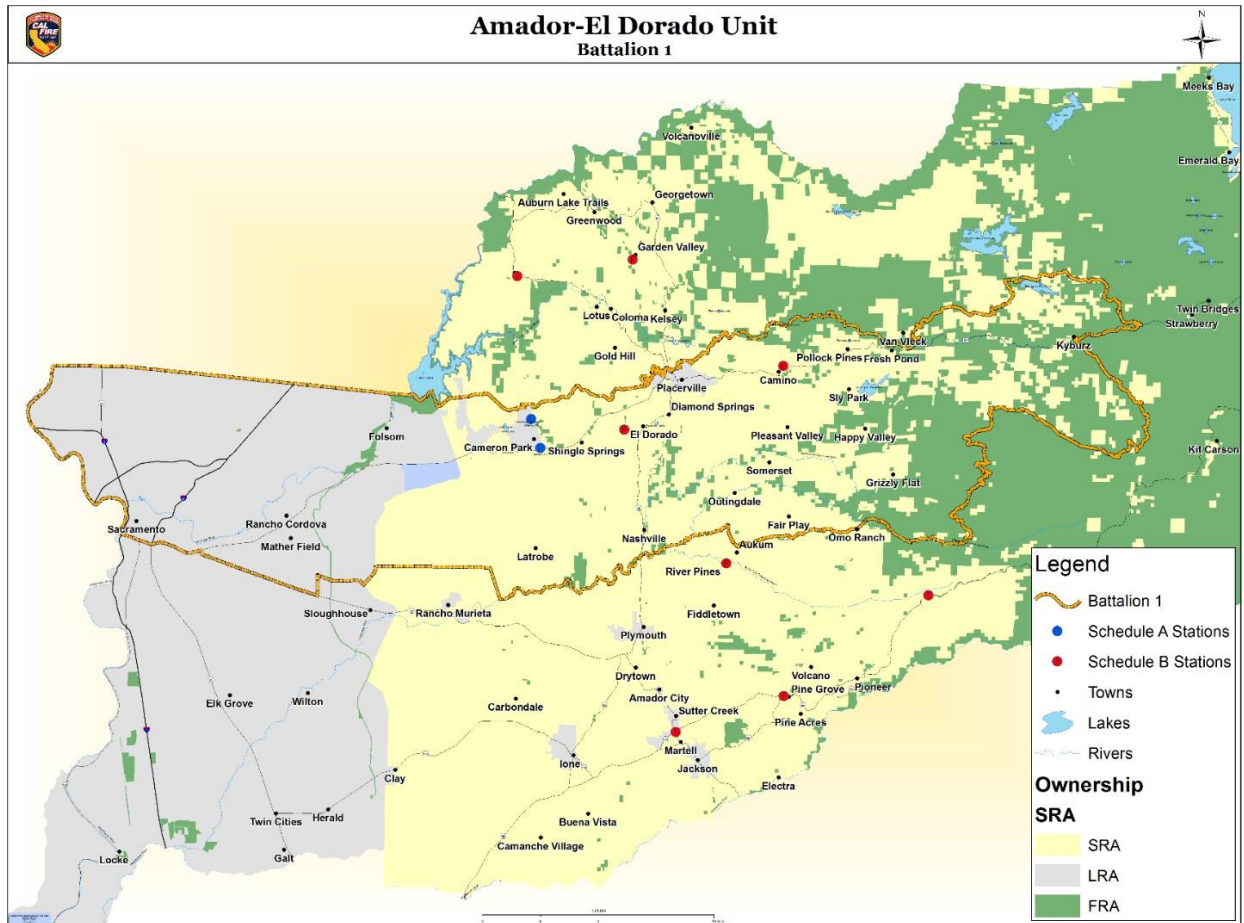 Amador-El Dorado Unit
Battalion 1
CAL
FIRE
N
Meeks Bay
Volcanoville
Emerald Bay
Auburn Lake Trails
Georgetown
Greenwood
Garden Valley
Lotus
Coloma
Kelsey
Twin Bridges
Strawberry
Van Vleck
Gold Hill
Pollock Pines
Fresh Pond
Kyburz
Camino
Placerville
Sly Park
Diamond Springs
Folsom
El Dorado
Pleasant Valley
Happy Valley
Cameron Park
Shingle Springs
Kit Carson
Somerset
Grizzly Flat
Outingdale
Rancho Cordova
Sacramento
Fair Play
Mather Field
Nashville
Omo Ranch
Latrobe
Aukum
River Pines
Sloughhouse
Rancho Murieta
Fiddletown
Plymouth
Drytown
Volcano
Pioneer
Amador City
Pine Grove
Elk Grove
Wilton
Carbondale
Sutter Creek
Pine Acres
Martell
Ione
Jackson
Clay
Electra
Twin Cities
Herald
Buena Vista
Camanche Village
Locke
Galt
Legend
Battalion 1
Schedule A Stations
Schedule B Stations
Towns
Lakes
Rivers
Ownership
SRA
SRA
LRA
FRA